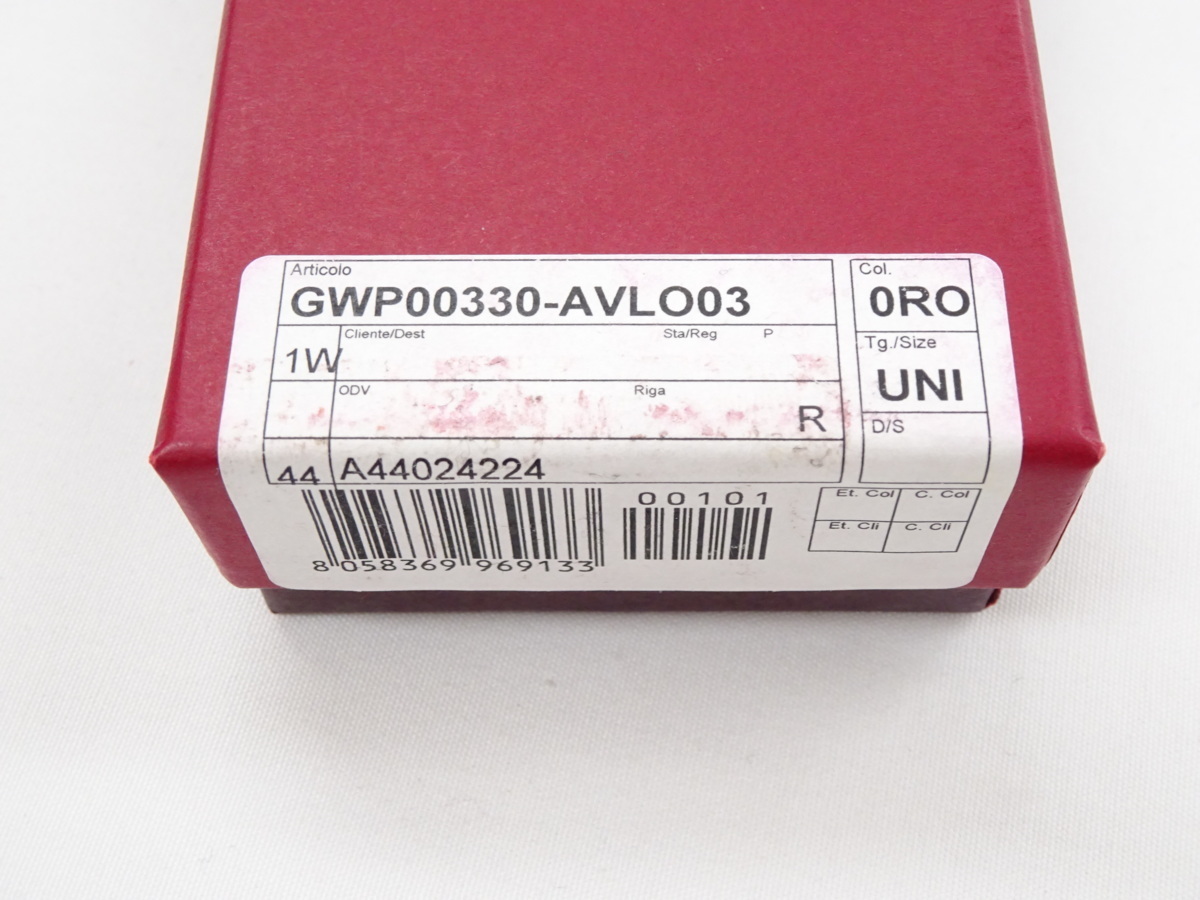 Articolo
GWP00330-AVLO03
Col.
0RO
Cliente/Dest Sta/Reg P
1W
Tg./Size
UNI
ODV Riga
R
D/S
44 A44024224
00101
Et. Col C. Col
Et. Cli C. Cli
8 058369 969133